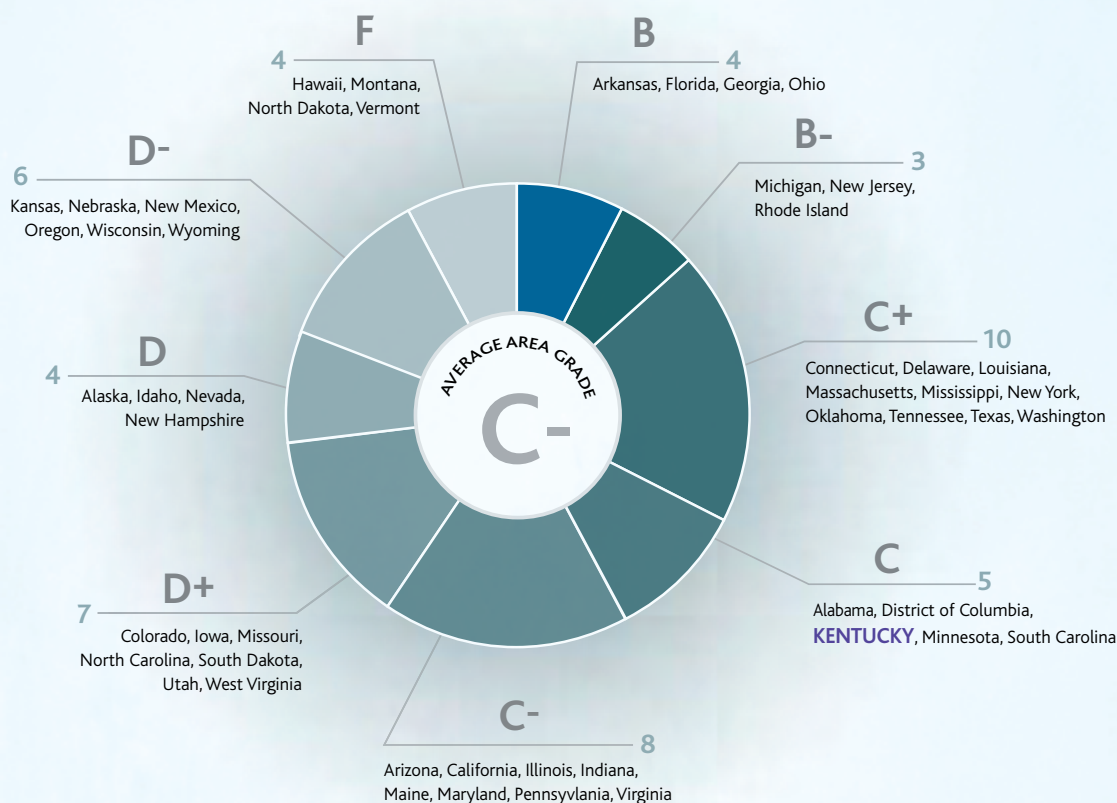 F
4
Hawaii, Montana,
North Dakota, Vermont
B
4
Arkansas, Florida, Georgia, Ohio
B-
3
Michigan, New Jersey,
Rhode Island
C+
10
Connecticut, Delaware, Louisiana,
Massachusetts, Mississippi, New York,
Oklahoma, Tennessee, Texas, Washington
C
5
Alabama, District of Columbia,
KENTUCKY, Minnesota, South Carolina
C-
8
Arizona, California, Illinois, Indiana,
Maine, Maryland, Pennsyvlania, Virginia
D+
7
Colorado, Iowa, Missouri,
North Carolina, South Dakota,
Utah, West Virginia
D
4
Alaska, Idaho, Nevada,
New Hampshire
D-
6
Kansas, Nebraska, New Mexico,
Oregon, Wisconsin, Wyoming
AVERAGE AREA GRADE
C-